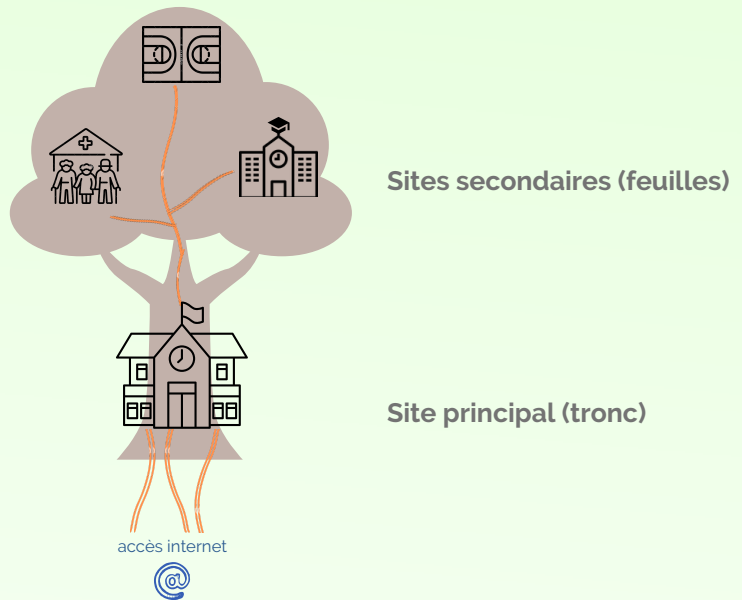 Sites secondaires (feuilles)
Site principal (tronc)
accès internet
@